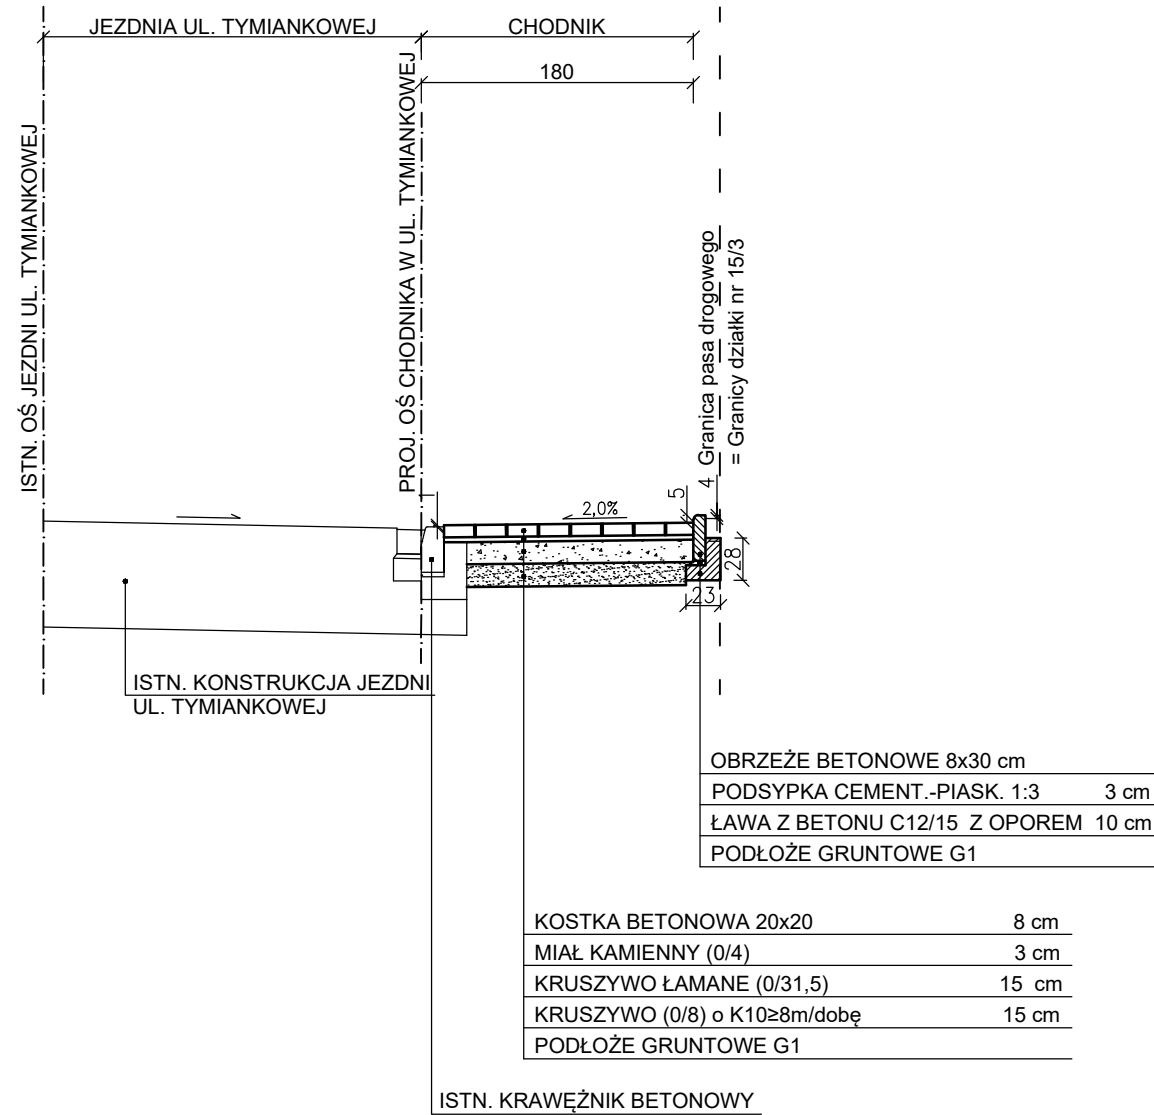 JEZDNIA UL. TYMIANKOWEJ
CHODNIK
180
ISTN. OŚ JEZDNI UL. TYMIANKOWEJ
PROJ. OŚ CHODNIKA W UL. TYMIANKOWEJ
Granica pasa drogowego
= Granicy działki nr 15/3
1
2,0%
5
4
28
23
ISTN. KONSTRUKCJA JEZDNI
UL. TYMIANKOWEJ
OBRZEŻE BETONOWE 8x30 cm
PODSYPKA CEMENT.-PIASK. 1:3 3 cm
ŁAWA Z BETONU C12/15 Z OPOREM 10 cm
PODŁOŻE GRUNTOWE G1
KOSTKA BETONOWA 20x20 8 cm
MIAŁ KAMIENNY (0/4) 3 cm
KRUSZYWO ŁAMANE (0/31,5) 15 cm
KRUSZYWO (0/8) o K10≥8m/dobę 15 cm
PODŁOŻE GRUNTOWE G1
ISTN. KRAWĘŻNIK BETONOWY